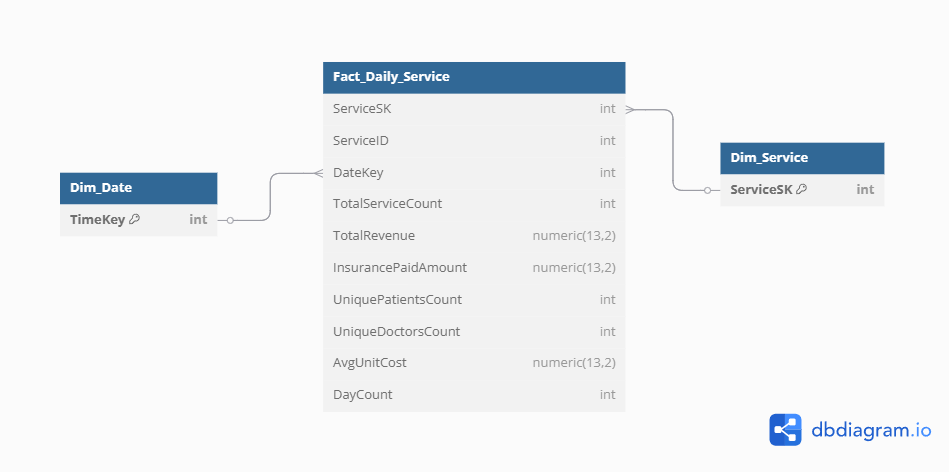 Fact_Daily_Service
ServiceSK int
ServiceID int
DateKey int
TotalServiceCount int
TotalRevenue numeric(13,2)
InsurancePaidAmount numeric(13,2)
UniquePatientsCount int
UniqueDoctorsCount int
AvgUnitCost numeric(13,2)
DayCount int
Dim_Date
TimeKey int
Dim_Service
ServiceSK int
dbdiagram.io